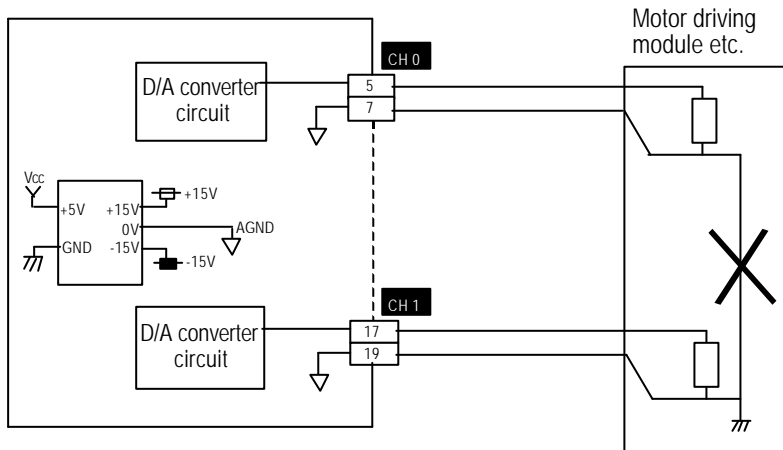 Motor driving
module etc.
CH 0
D/A converter
circuit
5
7
Vcc
+5V
+15V
+15V
0V
AGND
GND
-15V
-15V
CH 1
D/A converter
circuit
17
19